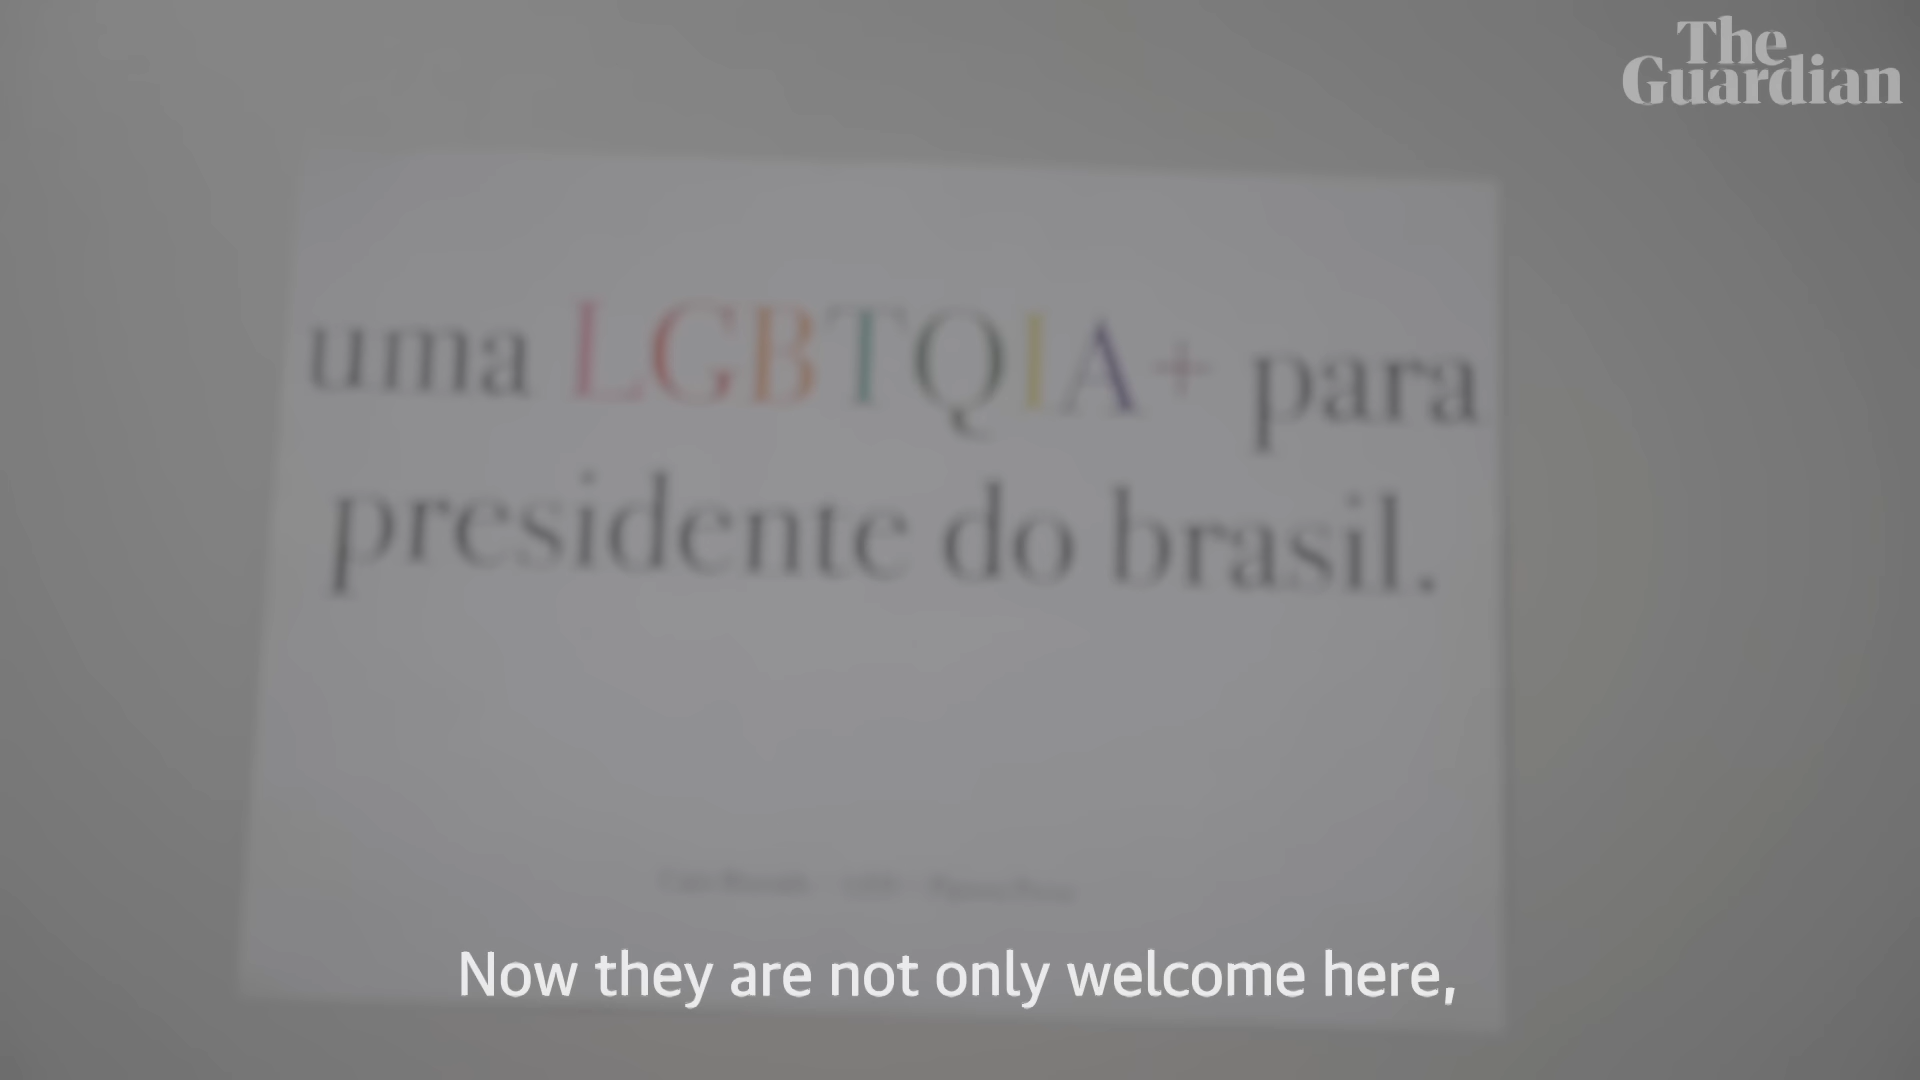 The
Guardian
uma LGBTQIA+ para
presidente do brasil.
Now they are not only welcome here,